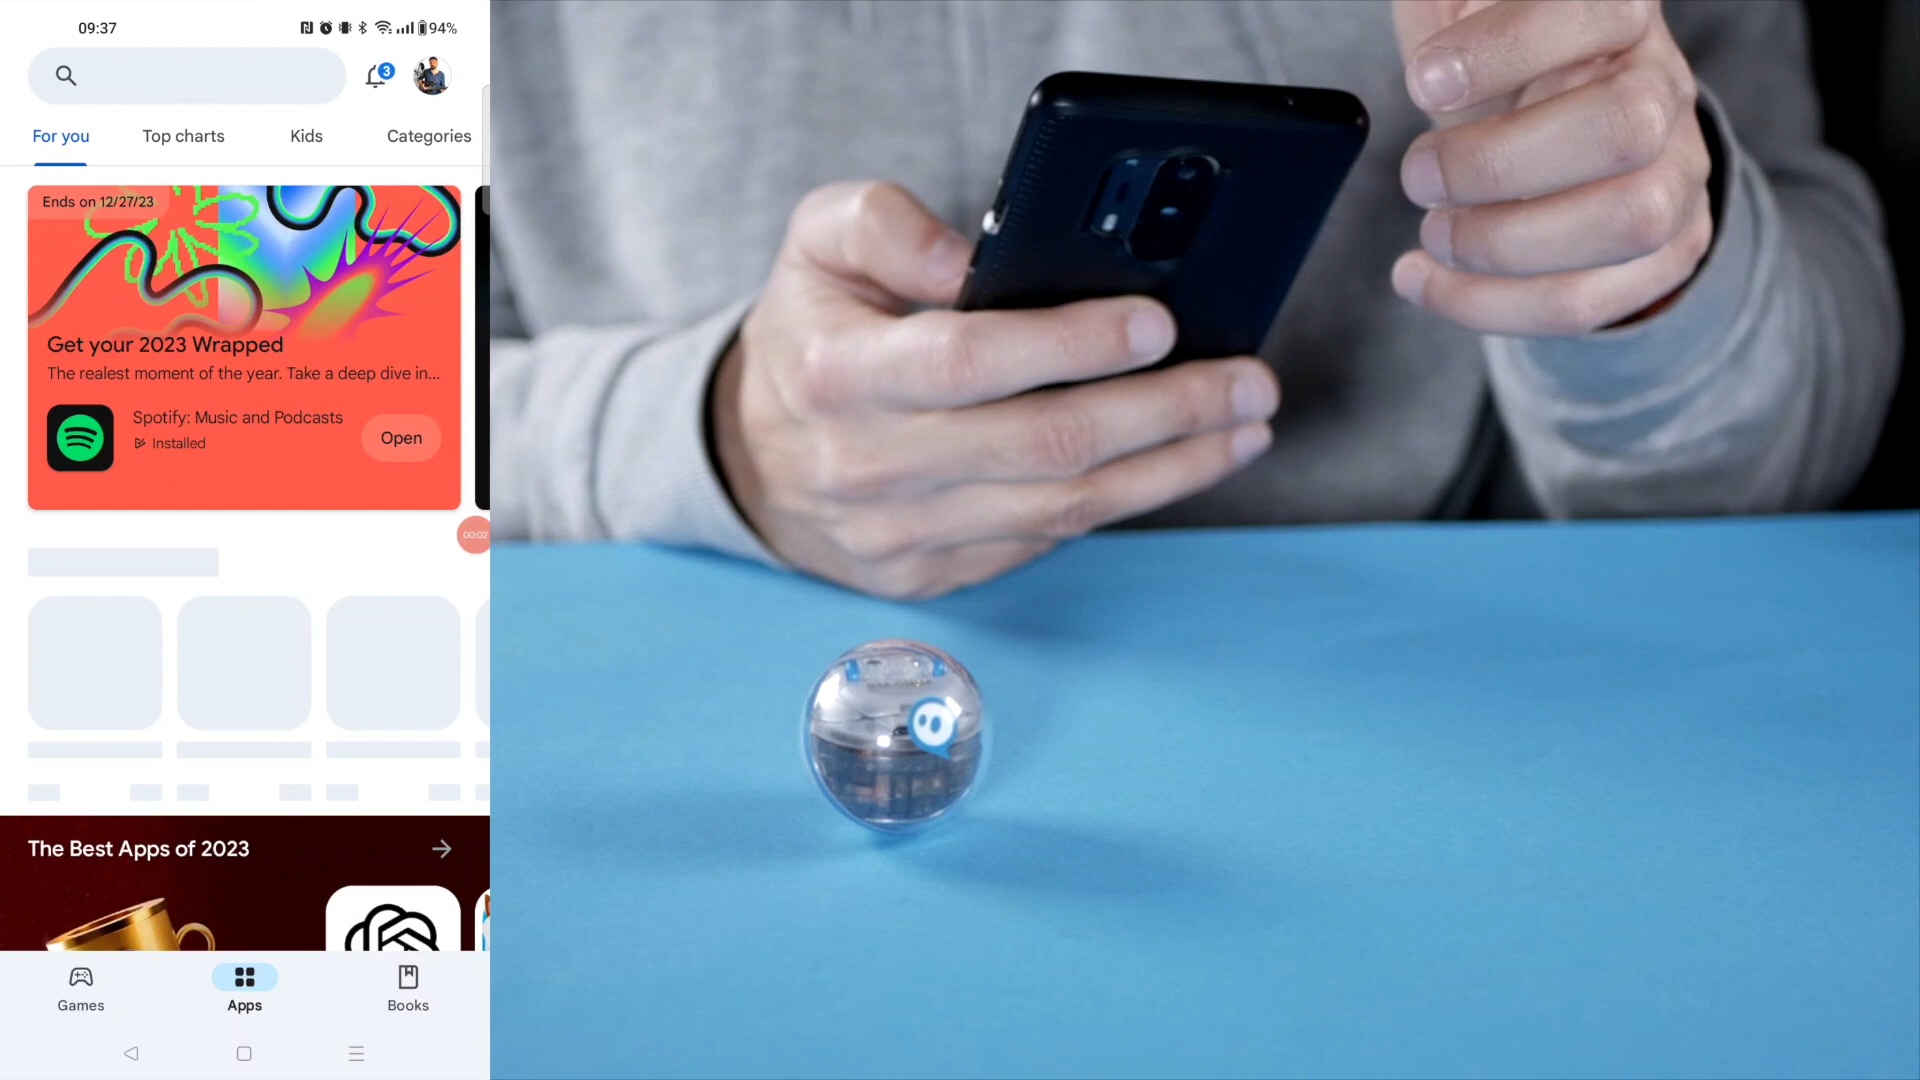 09:37
94%
3
For you
Top charts
Kids
Categories
Ends on 12/27/23
Get your 2023 Wrapped
The realest moment of the year. Take a deep dive in...
Spotify: Music and Podcasts
Installed
Open
00:02
The Best Apps of 2023
Games
Apps
Books